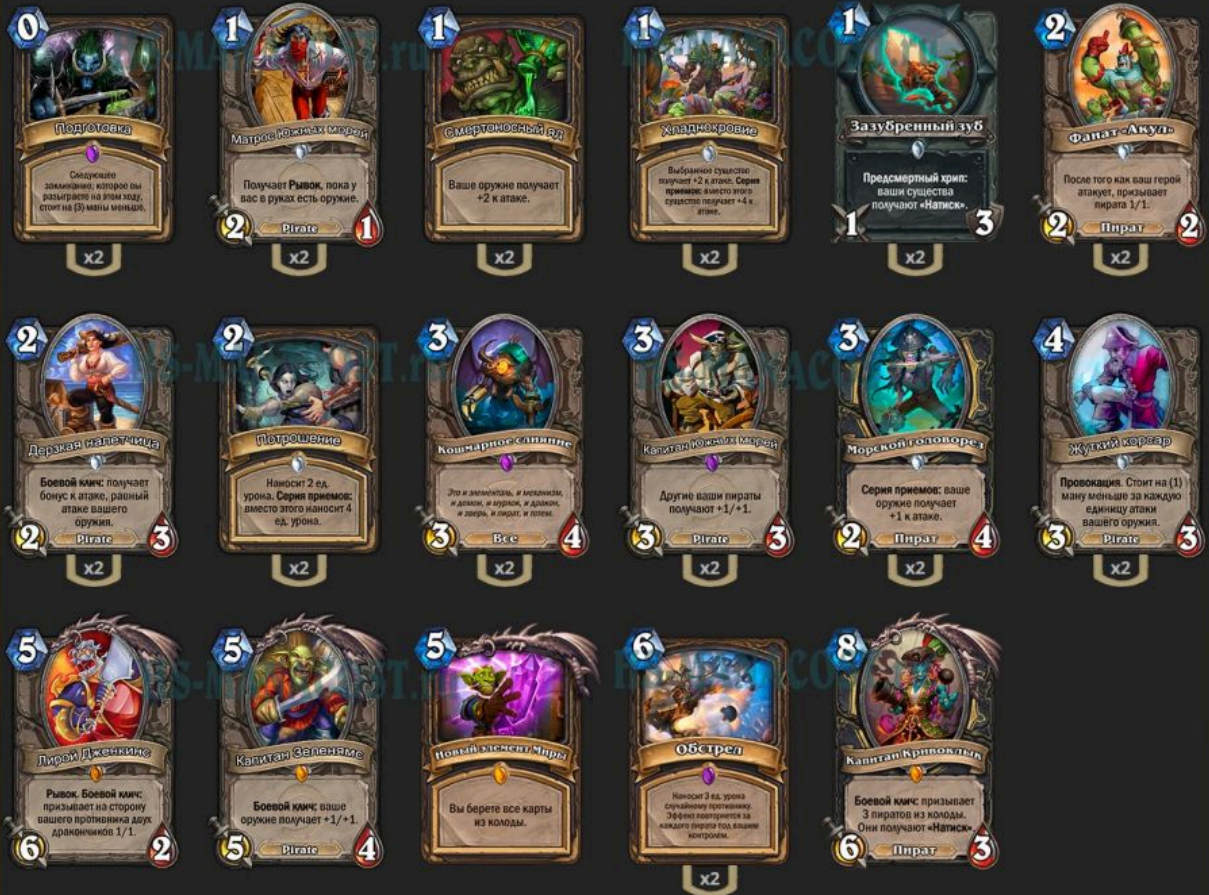 0
Подготовка
Следующее
заклинание, которое вы
разыграете на этом ходу,
стоит на (3) маны меньше.
x2
1
Матрос Южных морей
Получает Рывок, пока у
вас в руках есть оружие.
2
Pirate
1
x2
1
Смертоносный яд
Ваше оружие получает
+2 к атаке.
x2
1
Хладнокровие
Выбранное существо
получает +2 к атаке. Серия
приемов: вместо этого
существо получает +4 к
атаке.
x2
1
Зазубренный зуб
Предсмертный хрип:
ваши существа
получают «Натиск».
1
3
x2
2
Фанат «Акул»
После того как ваш герой
атакует, призывает
пирата 1/1.
2
Пират
2
x2
2
Дерзкая налетчица
Боевой клич: получает
бонус к атаке, равный
атаке вашего
оружия.
2
Pirate
3
x2
2
Потрошение
Наносит 2 ед.
урона. Серия приемов:
вместо этого наносит 4
ед. урона.
x2
3
Кошмарное слияние
Это и элементаль, и механизм,
и демон, и мурлок, и дракон,
и зверь, и пират, и тотем.
3
Все
4
x2
3
Капитан Южных морей
Другие ваши пираты
получают +1/+1.
3
Pirate
3
x2
3
Морской головорез
Серия приемов: ваше
оружие получает
+1 к атаке.
2
Пират
4
x2
4
Жуткий корсар
Провокация. Стоит на (1)
ману меньше за каждую
единицу атаки
вашего оружия.
3
Pirate
3
x2
5
Лирой Дженкинс
Рывок. Боевой клич:
призывает на сторону
вашего противника двух
дракончиков 1/1.
6
2
5
Капитан Зеленямс
Боевой клич: ваше
оружие получает +1/+1.
5
Pirate
4
5
Новый элемент Миры
Вы берете все карты
из колоды.
6
Обстрел
Наносит 3 ед. урона
случайному противнику.
Эффект повторяется за
каждого пирата под вашим
контролем.
x2
8
Капитан Кривоклык
Боевой клич: призывает
3 пиратов из колоды.
Они получают «Натиск».
6
Пират
3